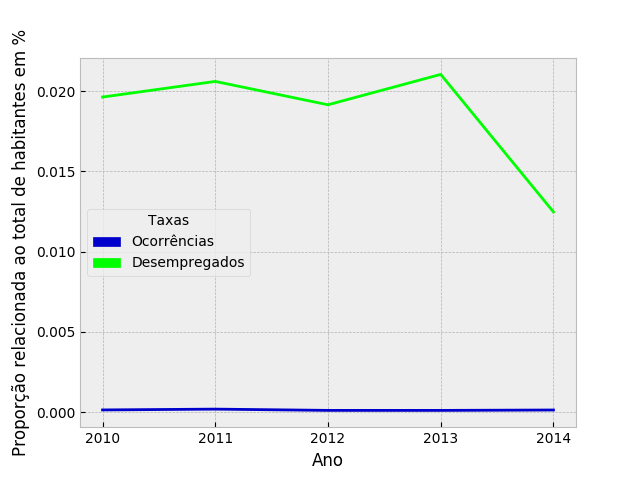 Proporção relacionada ao total de habitantes em %
0.020
0.015
0.010
0.005
0.000
Taxas
Ocorrências
Desempregados
2010 2011 2012 2013 2014
Ano